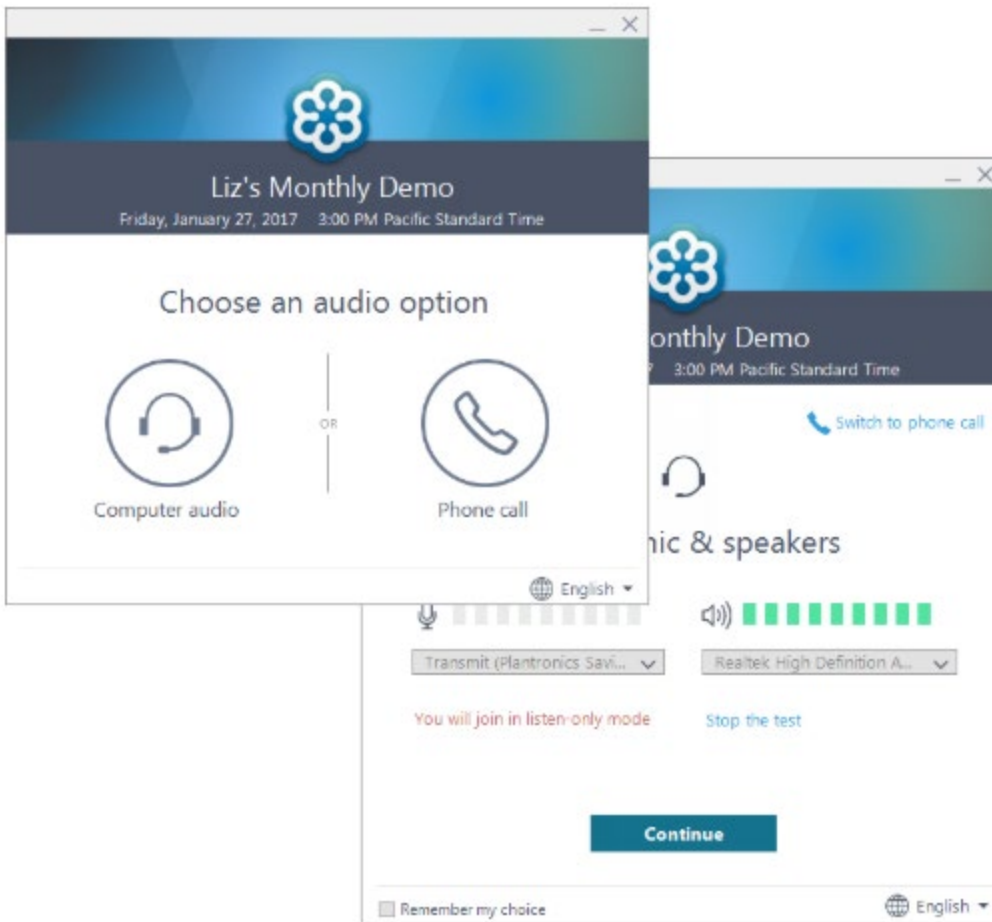 Liz's Monthly Demo
Friday, January 27, 2017 3:00 PM Pacific Standard Time
Choose an audio option
OR
Computer audio
Phone call
English
onthly Demo
7 3:00 PM Pacific Standard Time
Switch to phone call
& speakers
Transmit (Plantronics Savi...
Realtek High Definition A...
You will join in listen-only mode
Stop the test
Continue
Remember my choice
English